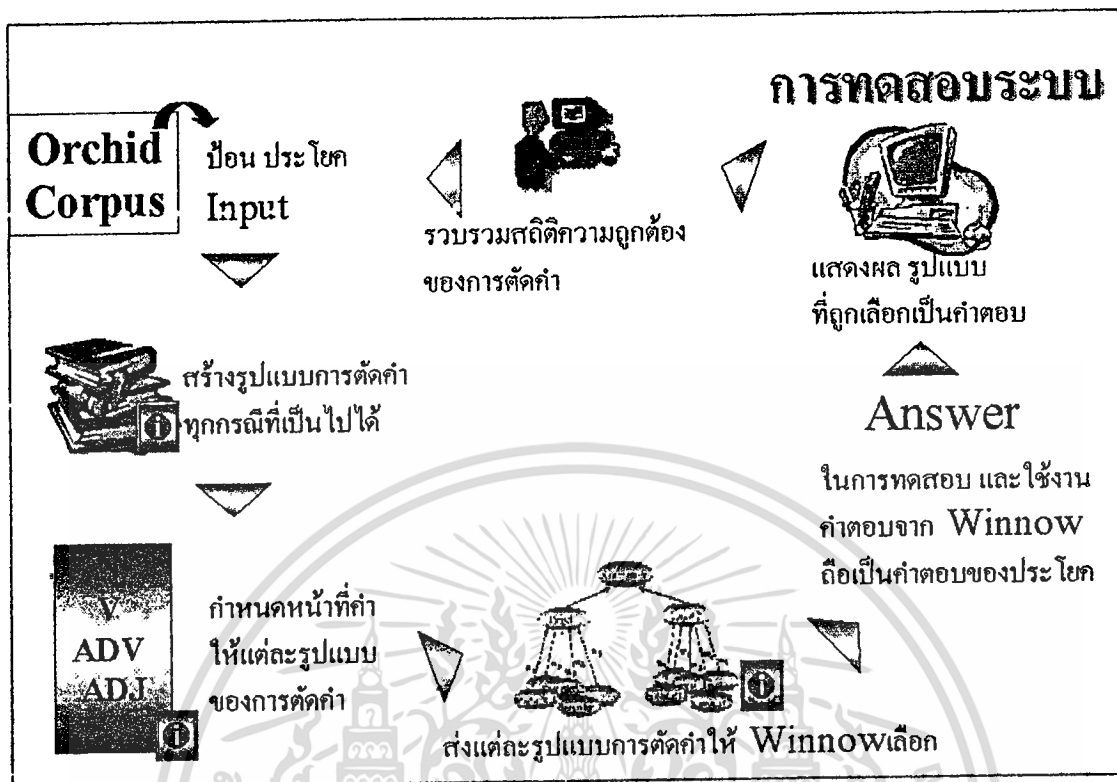 การทดสอบระบบ
Orchid
Corpus
ป้อน ประโยค
Input
รวบรวมสถิติความถูกต้อง
ของการตัดคำ
แสดงผล รูปแบบ
ที่ถูกเลือกเป็นคำตอบ
สร้างรูปแบบการตัดคำ
ทุกกรณีที่เป็นไปได้
Answer
ในการทดสอบ และใช้งาน
คำตอบจาก Winnow
ถือเป็นคำตอบของประโยค
V
ADV
ADJ
กำหนดหน้าที่คำ
ให้แต่ละรูปแบบ
ของการตัดคำ
ส่งแต่ละรูปแบบการตัดคำให้ Winnowเลือก